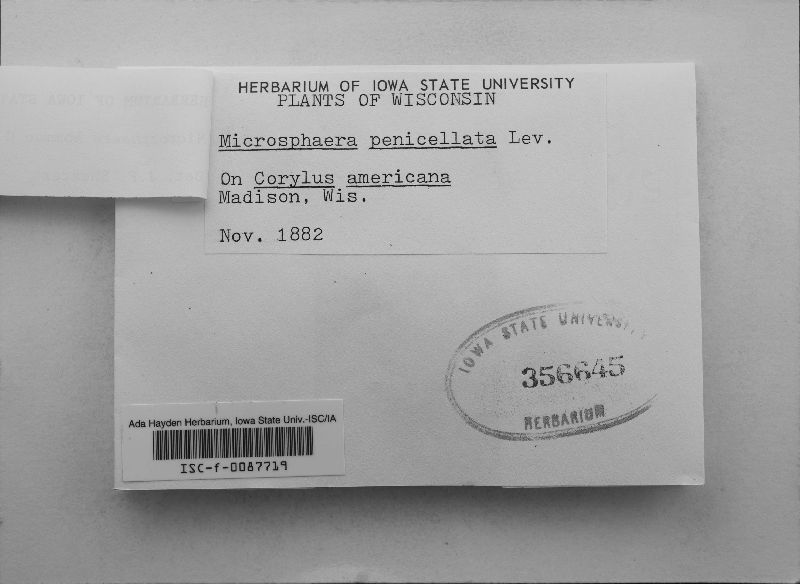 HERBARIUM OF IOWA STATE UNIVERSITY
PLANTS OF WISCONSIN
Microsphaera penicellata Lev.
On Corylus americana
Madison, Wis.
Nov. 1882
IOWA STATE UNIVERSITY
356645
HERBARIUM
Ada Hayden Herbarium, Iowa State Univ.-ISC/IA
ISC-f-0087719